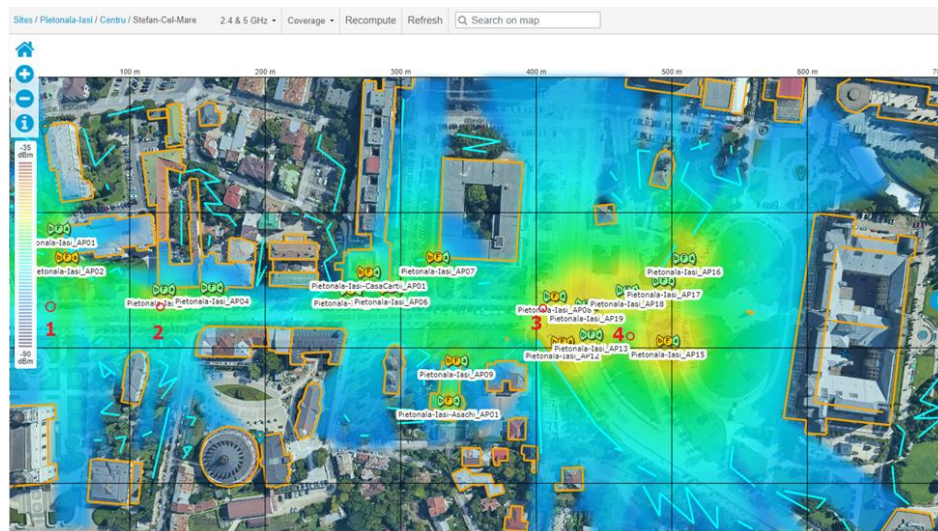 Sites / Pietonala-Iasi / Centru / Stefan-Cel-Mare 2.4 & 5 GHz Coverage Recompute Refresh Search on map
100 m 200 m 300 m 400 m 500 m 600 m
-35
dBm
onala-Iasi_AP01
ietonala-Iasi_AP02
Pietonala-Iasi_AP07
Pietonala-Iasi_AP16
Pietonala-Iasi-CasaCarti_AP01
Pietonala-Iasi_AP04
Pietonala-Iasi_AP06
Pietonala-Iasi_AP17
Pietonala-Iasi_AP18
Pietonala-Iasi_AP19
1
2
3
4
-90
dBm
Pietonala-Iasi_AP12
Pietonala-Iasi_AP13
Pietonala-Iasi_AP15
Pietonala-Iasi_AP09
Pietonala-Iasi-Asachi_AP01